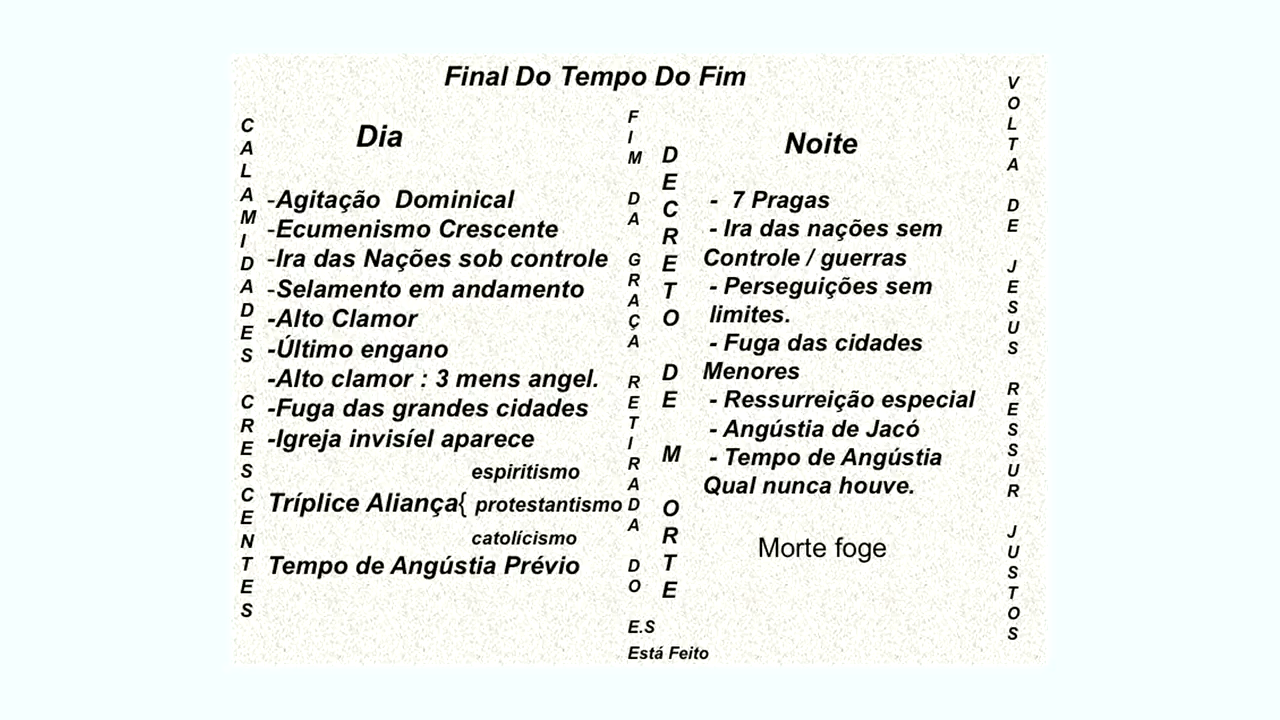 Final Do Tempo Do Fim
CALAMIDADES CRESCENTES
Dia
-Agitação Dominical
-Ecumenismo Crescente
-Ira das Nações sob controle
-Selamento em andamento
-Alto Clamor
-Último engano
-Alto clamor : 3 mens angel.
-Fuga das grandes cidades
-Igreja invisíel aparece
espiritismo
Tríplice Aliança{ protestantismo
catolícismo
Tempo de Angústia Prévio
FIM DA GRAÇA RETIRADA DO
E.S
Está Feito
DECRETO DE M ORTE
Noite
- 7 Pragas
- Ira das nações sem
Controle / guerras
- Perseguições sem
limites.
- Fuga das cidades
Menores
- Ressurreição especial
- Angústia de Jacó
- Tempo de Angústia
Qual nunca houve.
Morte foge
VOLTA DE JESUS RESSUR JUSTOS